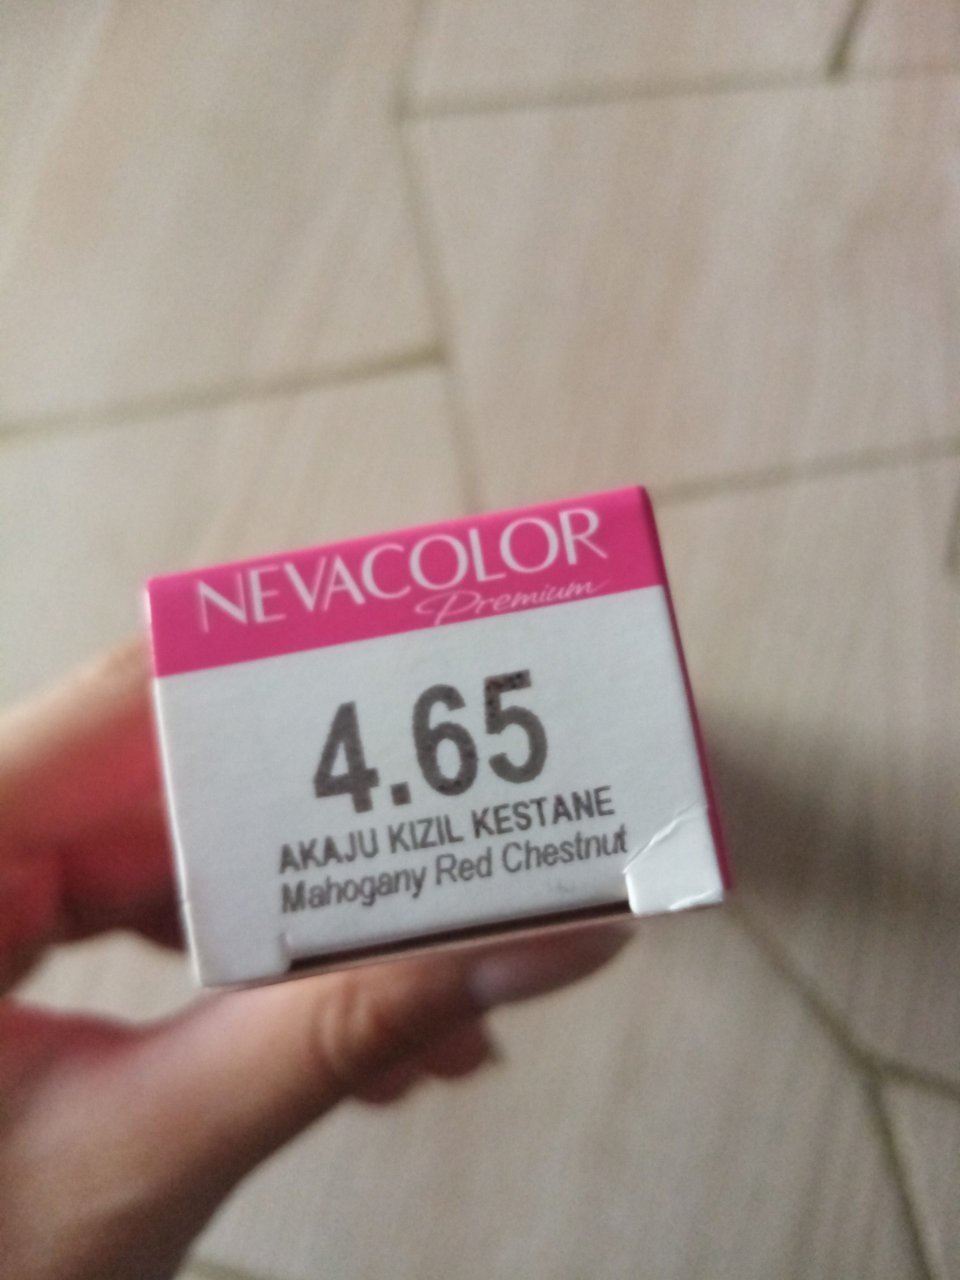 NEVACOLOR
Premium
4.65
AKAJU KIZIL KESTANE
Mahogany Red Chestnut